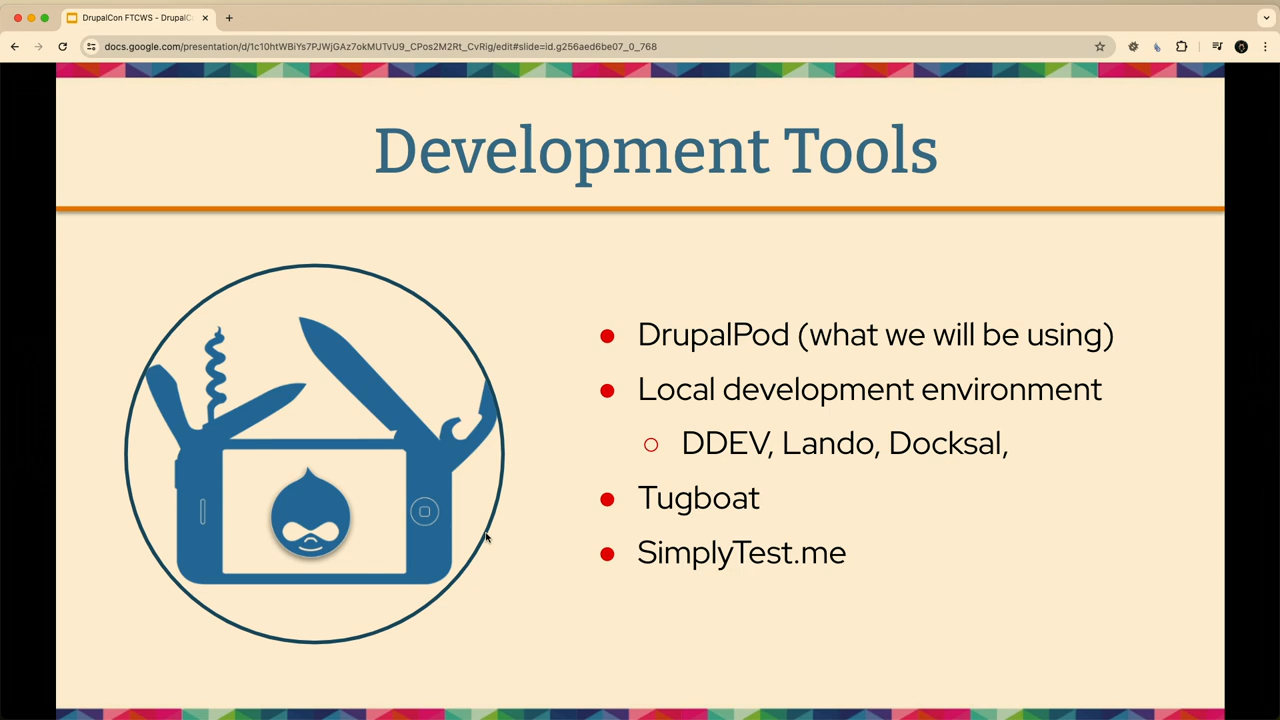 DrupalCon FTCWS - DrupalCo
docs.google.com/presentation/d/1c10htWBiYs7PJWjGAz7okMUTvU9_CPos2M2Rt_CvRig/edit#slide=id.g256aed6be07_0_768
Development Tools
DrupalPod (what we will be using)
Local development environment
DDEV, Lando, Docksal,
Tugboat
SimplyTest.me